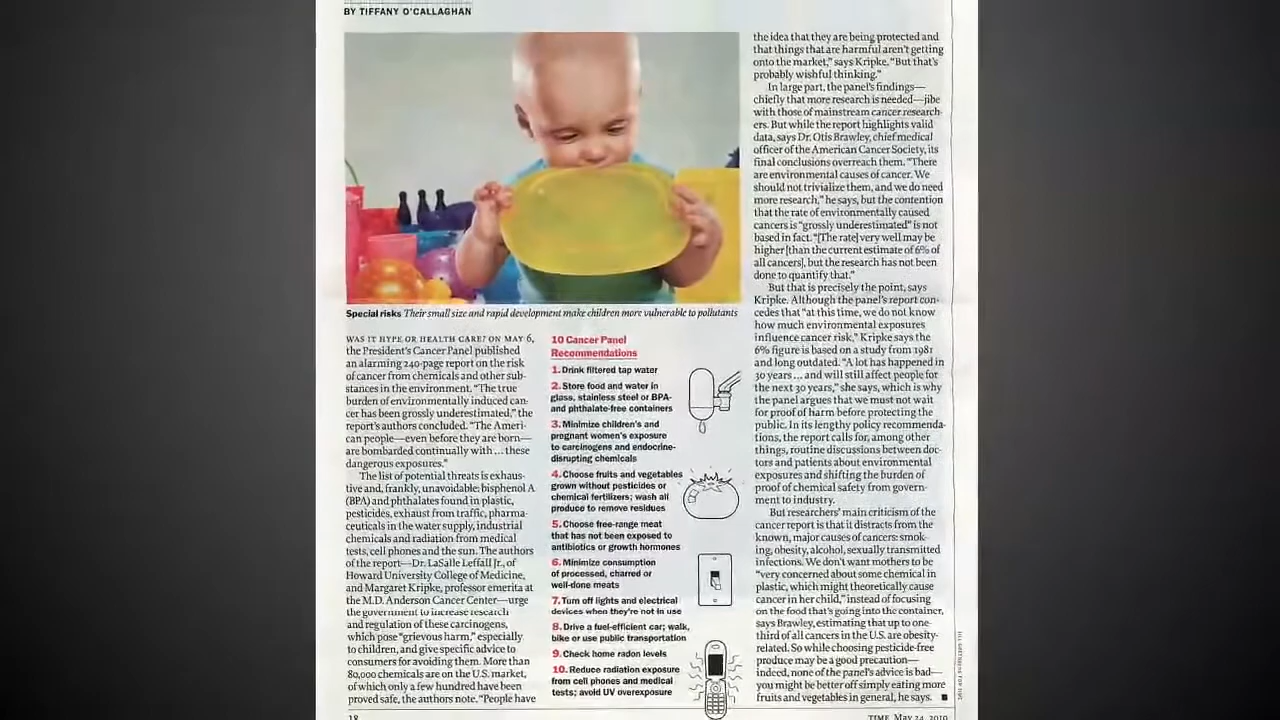 BY TIFFANY O'CALLAGHAN
Special risks Their small size and rapid development make children more vulnerable to pollutants
WAS IT HYPE OR HEALTH CARE? ON MAY 6,
the President's Cancer Panel published
an alarming 240-page report on the risk
of cancer from chemicals and other sub-
stances in the environment. "The true
burden of environmentally induced can-
cer has been grossly underestimated," the
report's authors concluded. "The Ameri-
can people—even before they are born—
are bombarded continually with ... these
dangerous exposures."
The list of potential threats is exhaus-
tive and, frankly, unavoidable: bisphenol A
(BPA) and phthalates found in plastic,
pesticides, exhaust from traffic, pharma-
ceuticals in the water supply, industrial
chemicals and radiation from medical
tests, cell phones and the sun. The authors
of the report—Dr. LaSalle Leffall Jr., of
Howard University College of Medicine,
and Margaret Kripke, professor emerita at
the M.D. Anderson Cancer Center—urge
the government to increase research
and regulation of these carcinogens,
which pose "grievous harm," especially
to children, and give specific advice to
consumers for avoiding them. More than
80,000 chemicals are on the U.S. market,
of which only a few hundred have been
proved safe, the authors note. "People have
10 Cancer Panel
Recommendations
1. Drink filtered tap water
2. Store food and water in
glass, stainless steel or BPA-
and phthalate-free containers
3. Minimize children's and
pregnant women's exposure
to carcinogens and endocrine-
disrupting chemicals
4. Choose fruits and vegetables
grown without pesticides or
chemical fertilizers; wash all
produce to remove residues
5. Choose free-range meat
that has not been exposed to
antibiotics or growth hormones
6. Minimize consumption
of processed, charred or
well-done meats
7. Turn off lights and electrical
devices when they're not in use
8. Drive a fuel-efficient car; walk,
bike or use public transportation
9. Check home radon levels
10. Reduce radiation exposure
from cell phones and medical
tests; avoid UV overexposure
the idea that they are being protected and
that things that are harmful aren't getting
onto the market," says Kripke. "But that's
probably wishful thinking."
In large part, the panel's findings—
chiefly that more research is needed—jibe
with those of mainstream cancer research-
ers. But while the report highlights valid
data, says Dr. Otis Brawley, chief medical
officer of the American Cancer Society, its
final conclusions overreach them. "There
are environmental causes of cancer. We
should not trivialize them, and we do need
more research," he says, but the contention
that the rate of environmentally caused
cancers is "grossly underestimated" is not
based in fact. "[The rate] very well may be
higher [than the current estimate of 6% of
all cancers], but the research has not been
done to quantify that."
But that is precisely the point, says
Kripke. Although the panel's report con-
cedes that "at this time, we do not know
how much environmental exposures
influence cancer risk," Kripke says the
6% figure is based on a study from 1981
and long outdated. "A lot has happened in
30 years ... and will still affect people for
the next 30 years," she says, which is why
the panel argues that we must not wait
for proof of harm before protecting the
public. In its lengthy policy recommenda-
tions, the report calls for, among other
things, routine discussions between doc-
tors and patients about environmental
exposures and shifting the burden of
proof of chemical safety from govern-
ment to industry.
But researchers' main criticism of the
cancer report is that it distracts from the
known, major causes of cancers: smok-
ing, obesity, alcohol, sexually transmitted
infections. We don't want mothers to be
"very concerned about some chemical in
plastic, which might theoretically cause
cancer in her child," instead of focusing
on the food that's going into the container,
says Brawley, estimating that up to one-
third of all cancers in the U.S. are obesity-
related. So while choosing pesticide-free
produce may be a good precaution—
indeed, none of the panel's advice is bad—
you might be better off simply eating more
fruits and vegetables in general, he says.
18
TIME May 24, 2010